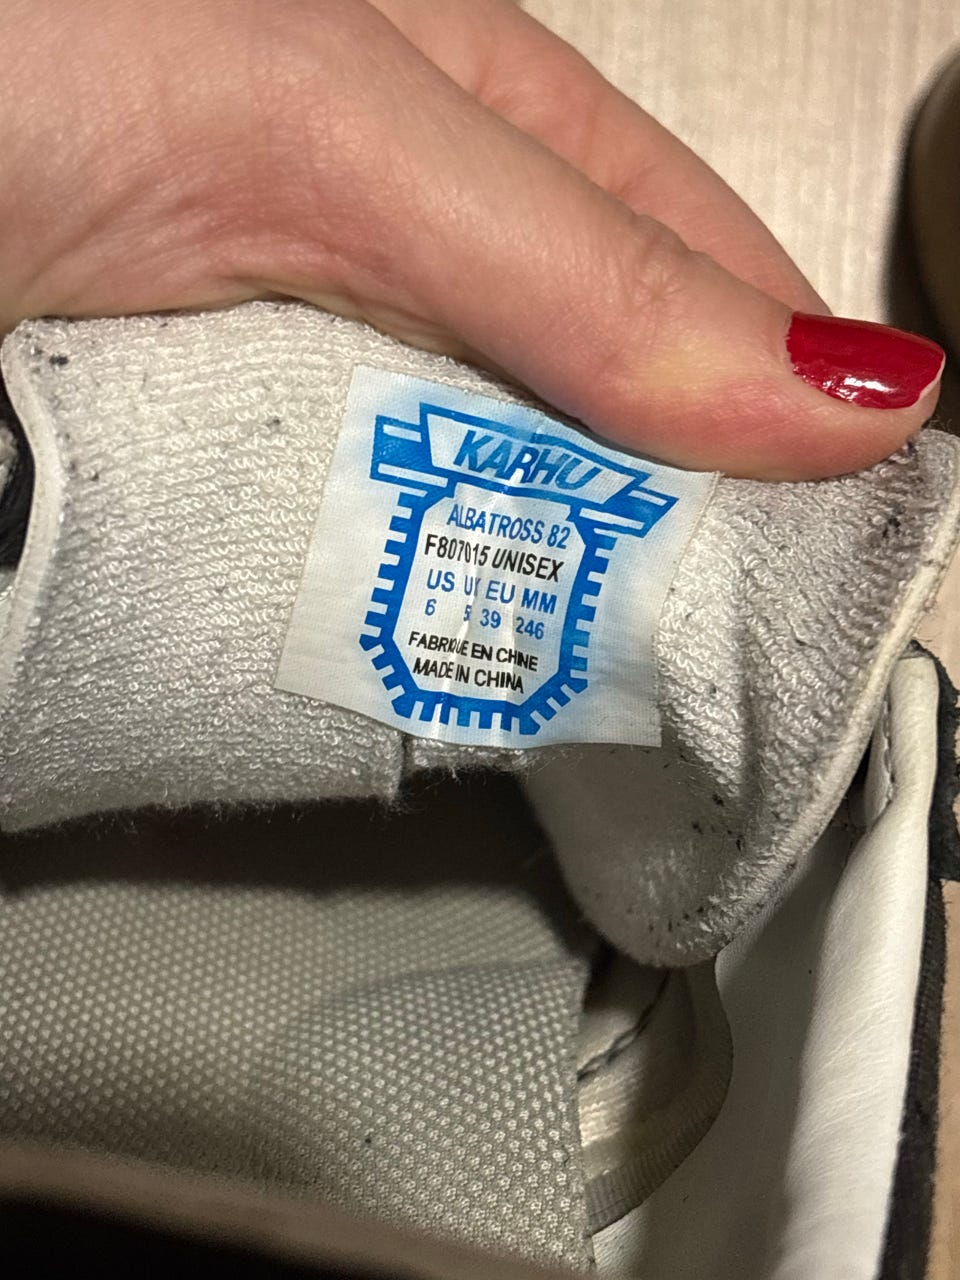 KARHU
ALBATROSS 82
F807015 UNISEX
US UK EU MM
6 5 39 246
FABRIQUE EN CHINE
MADE IN CHINA